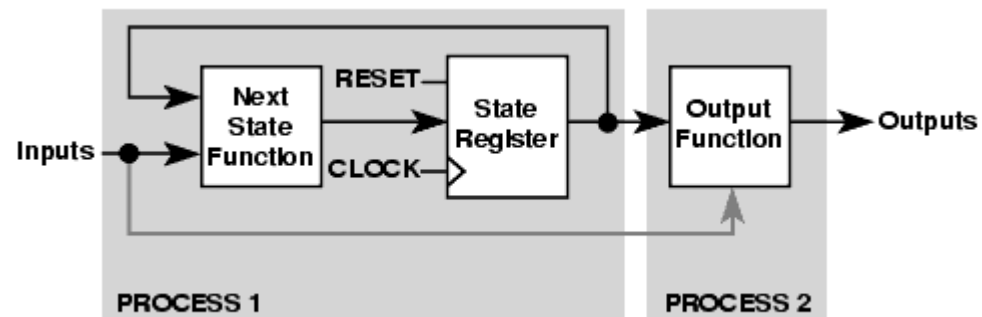 Inputs
Next
State
Function
RESET
CLOCK
State
Register
Output
Function
Outputs
PROCESS 1
PROCESS 2